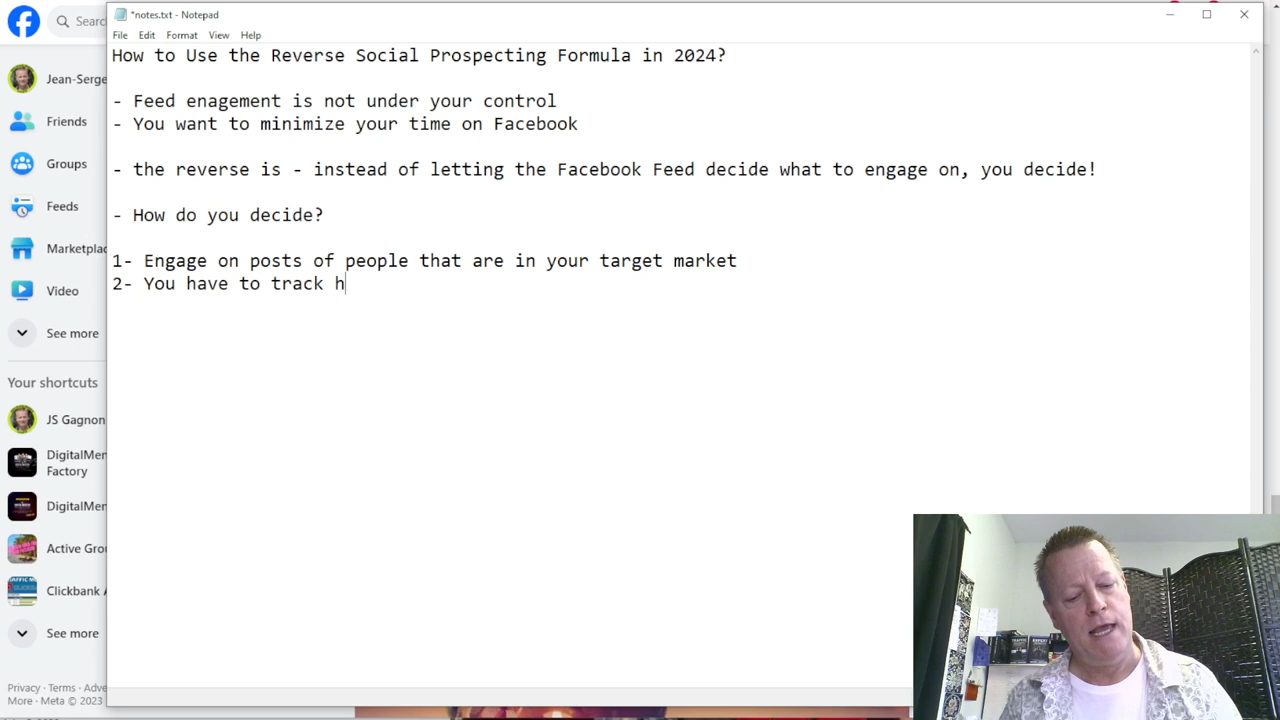 Searc
*notes.txt - Notepad
File Edit Format View Help
How to Use the Reverse Social Prospecting Formula in 2024?
- Feed enagement is not under your control
- You want to minimize your time on Facebook
- the reverse is - instead of letting the Facebook Feed decide what to engage on, you decide!
- How do you decide?
1- Engage on posts of people that are in your target market
2- You have to track h
Jean-Serge
Friends
Groups
Feeds
Marketplac
Video
See more
Your shortcuts
JS Gagnon
DigitalMen
Factory
DigitalMen
Active Grou
Clickbank A
See more
Privacy · Terms · Adve
More · Meta © 2023